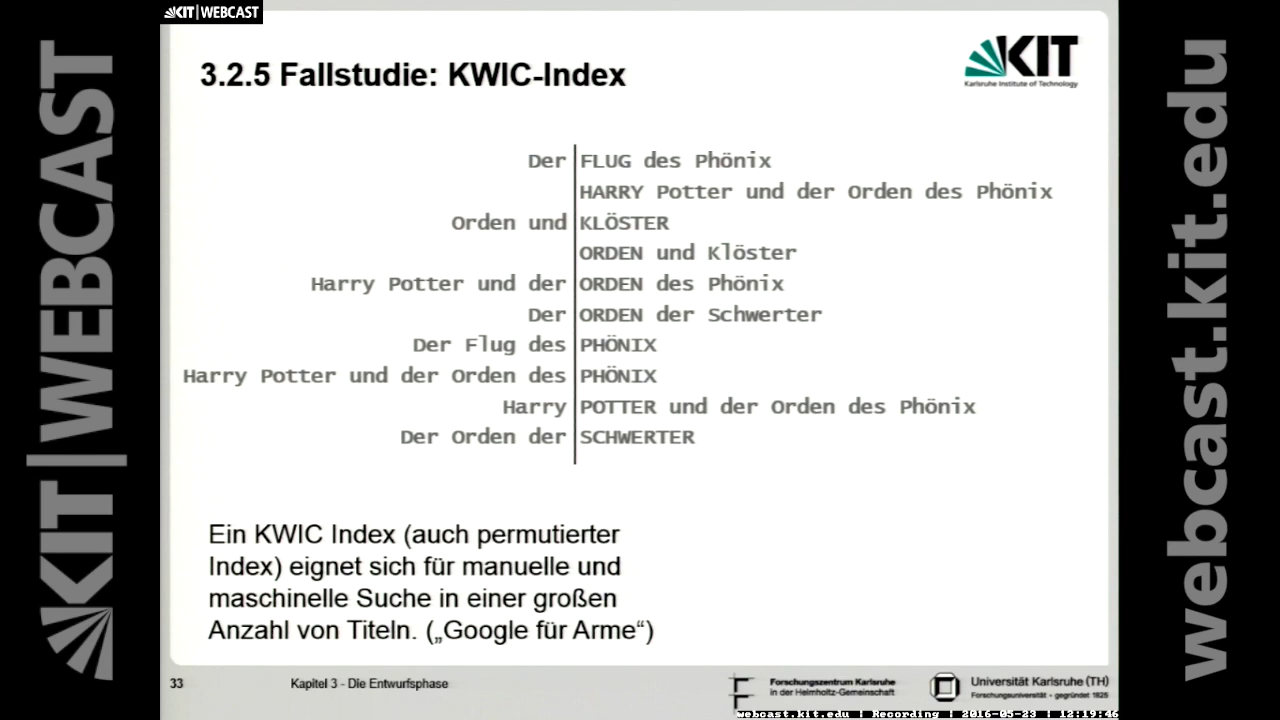 KIT|WEBCAST
KIT|WEBCAST
webcast.kit.edu
3.2.5 Fallstudie: KWIC-Index
KIT
Karlsruhe Institute of Technology
Der FLUG des Phönix
HARRY Potter und der Orden des Phönix
Orden und KLÖSTER
ORDEN und Klöster
Harry Potter und der ORDEN des Phönix
Der ORDEN der Schwerter
Der Flug des PHÖNIX
Harry Potter und der Orden des PHÖNIX
Harry POTTER und der Orden des Phönix
Der Orden der SCHWERTER
Ein KWIC Index (auch permutierter
Index) eignet sich für manuelle und
maschinelle Suche in einer großen
Anzahl von Titeln. („Google für Arme“)
33 Kapitel 3 - Die Entwurfsphase
Forschungszentrum Karlsruhe
in der Helmholtz-Gemeinschaft
Universität Karlsruhe (TH)
Forschungsuniversität • gegründet 1825
webcast.kit.edu | Recording | 2016-05-23 | 12:19:46